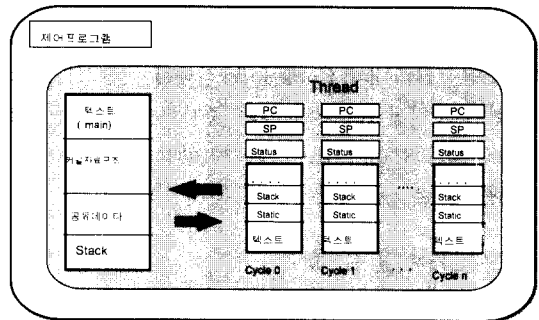 제어프로그램
Thread
텍스트
( main)
커널자료구조
공유데이타
Stack
PC
SP
Status
. . . .
Stack
Static
텍스트
Cycle 0
PC
SP
Status
. . . .
Stack
Static
텍스트
Cycle 1
....
. . .
PC
SP
Status
. . . .
Stack
Static
텍스트
Cycle n